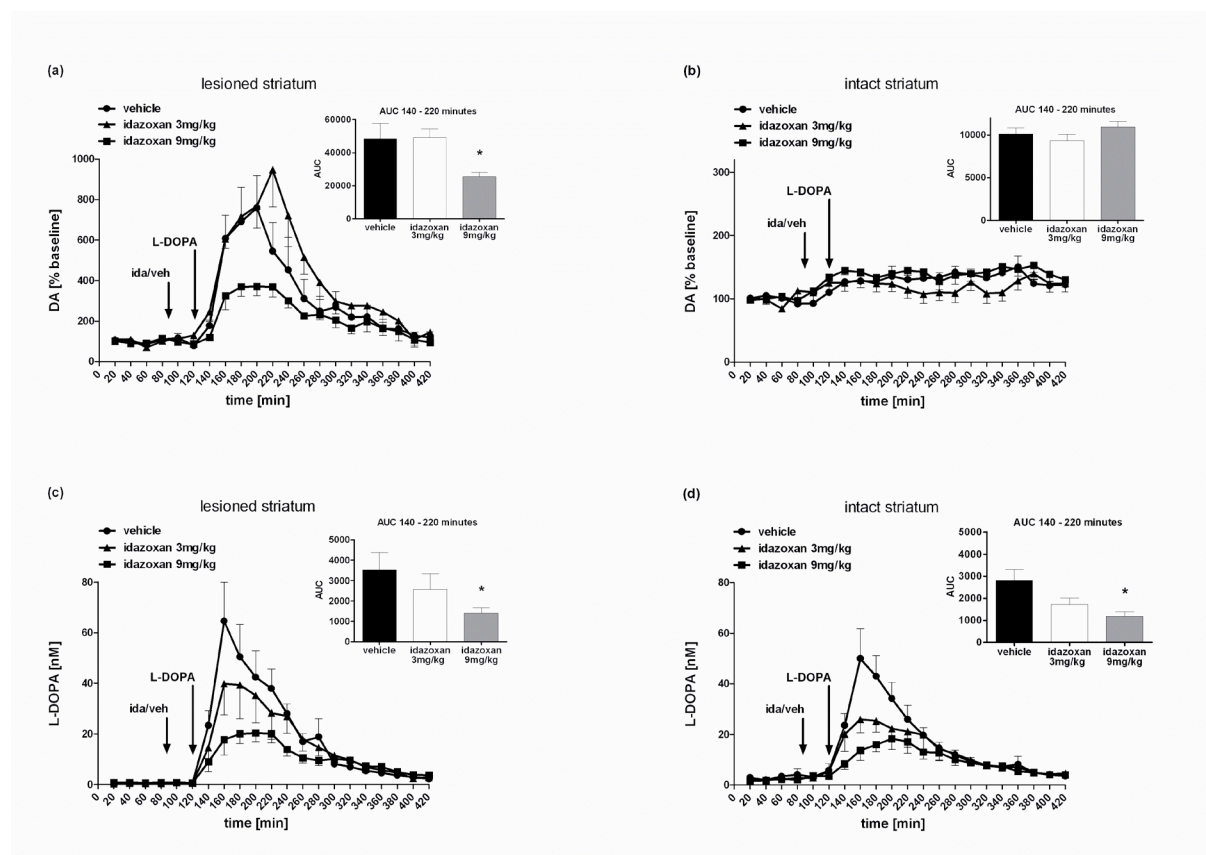 (a)
lesioned striatum
vehicle
idazoxan 3mg/kg
idazoxan 9mg/kg
AUC 140 - 220 minutes
AUC
60000
40000
20000
0
*
vehicle
idazoxan 3mg/kg
idazoxan 9mg/kg
DA [% baseline]
1000
800
600
400
200
0
L-DOPA
ida/veh
0 20 40 60 80 100 120 140 160 180 200 220 240 260 280 300 320 340 360 380 400 420
time [min]
(b)
intact striatum
vehicle
idazoxan 3mg/kg
idazoxan 9mg/kg
AUC 140 - 220 minutes
AUC
10000
5000
0
vehicle
idazoxan 3mg/kg
idazoxan 9mg/kg
DA [% baseline]
300
200
100
0
L-DOPA
ida/veh
0 20 40 60 80 100 120 140 160 180 200 220 240 260 280 300 320 340 360 380 400 420
time [min]
(c)
lesioned striatum
vehicle
idazoxan 3mg/kg
idazoxan 9mg/kg
AUC 140 - 220 minutes
AUC
5000
4000
3000
2000
1000
0
*
vehicle
idazoxan 3mg/kg
idazoxan 9mg/kg
L-DOPA [nM]
80
60
40
20
0
L-DOPA
ida/veh
0 20 40 60 80 100 120 140 160 180 200 220 240 260 280 300 320 340 360 380 400 420
time [min]
(d)
intact striatum
vehicle
idazoxan 3mg/kg
idazoxan 9mg/kg
AUC 140 - 220 minutes
AUC
5000
4000
3000
2000
1000
0
*
vehicle
idazoxan 3mg/kg
idazoxan 9mg/kg
L-DOPA [nM]
80
60
40
20
0
L-DOPA
ida/veh
0 20 40 60 80 100 120 140 160 180 200 220 240 260 280 300 320 340 360 380 400 420
time [min]